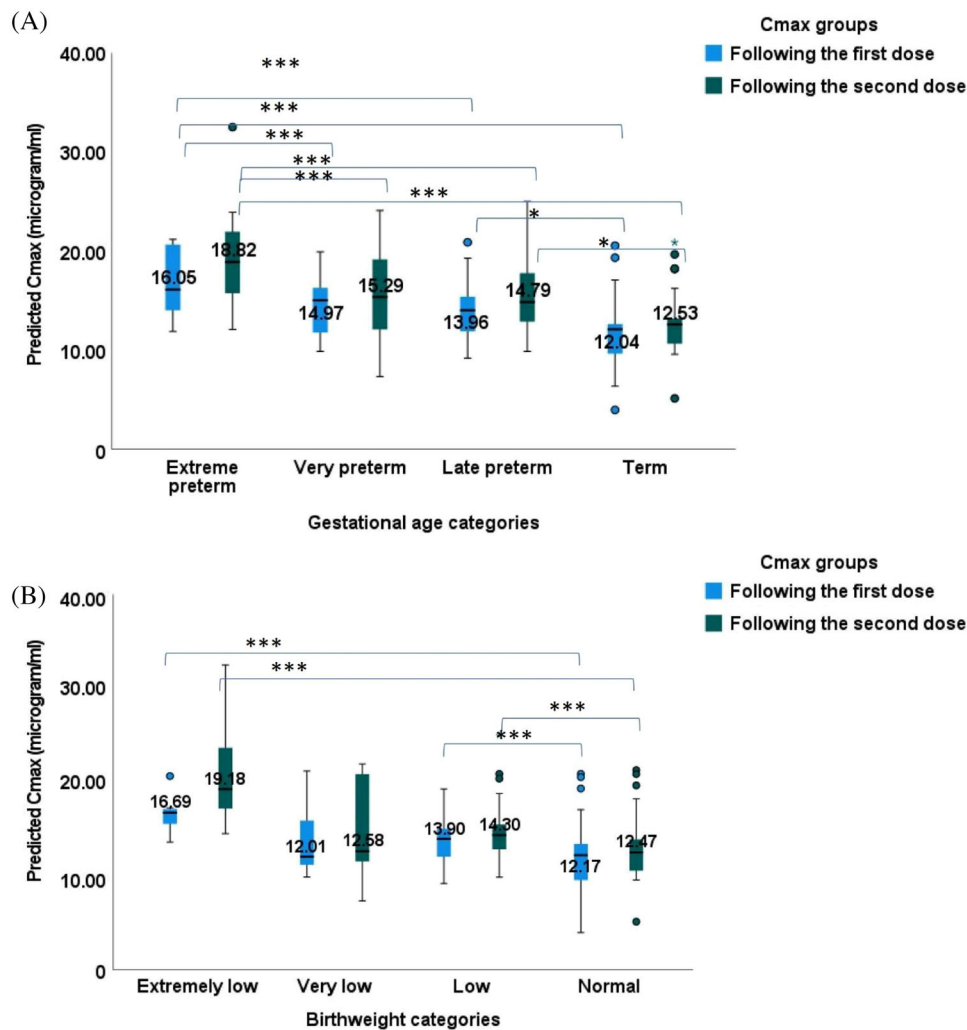 (A)
Cmax groups
Following the first dose
Following the second dose
Predicted Cmax (microgram/ml)
40.00
30.00
20.00
10.00
0
***
***
***
***
***
***
*
*
*
16.05
18.82
14.97
15.29
13.96
14.79
12.04
12.53
Extreme preterm
Very preterm
Late preterm
Term
Gestational age categories
(B)
Cmax groups
Following the first dose
Following the second dose
Predicted Cmax (microgram/ml)
40.00
30.00
20.00
10.00
0
***
***
***
***
16.69
19.18
12.01
12.58
13.90
14.30
12.17
12.47
Extremely low
Very low
Low
Normal
Birthweight categories